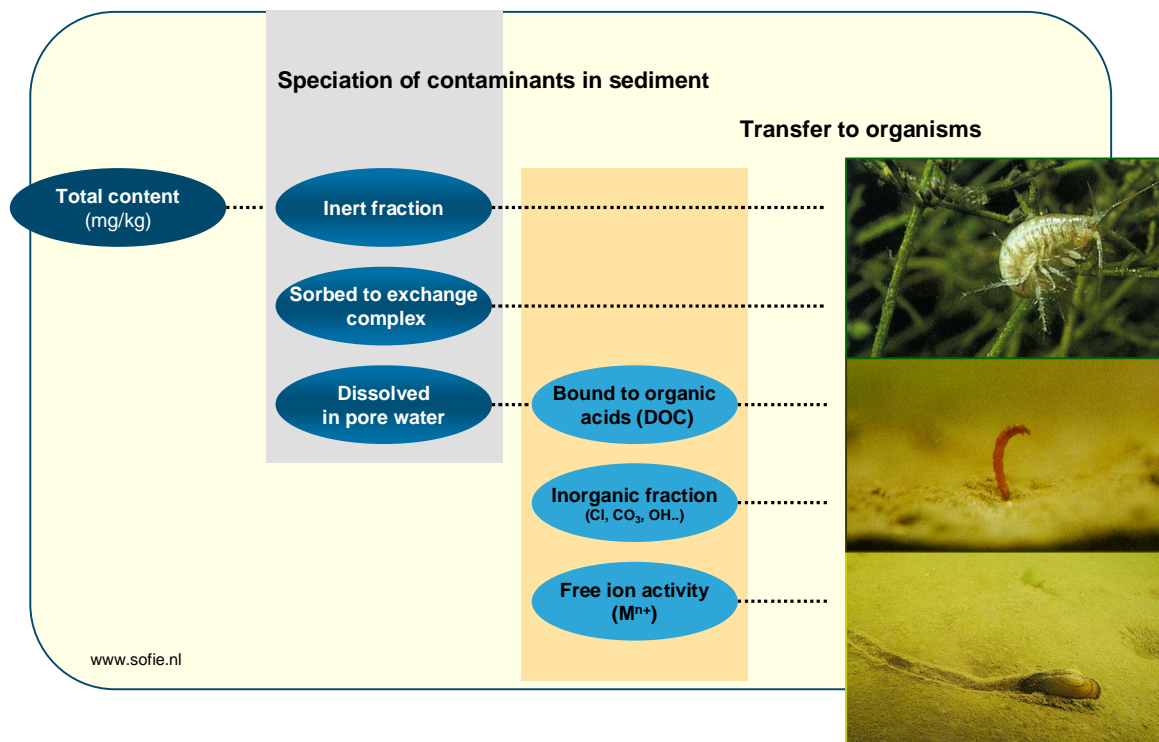 Speciation of contaminants in sediment
Transfer to organisms
Total content
(mg/kg)
Inert fraction
Sorbed to exchange
complex
Dissolved
in pore water
Bound to organic
acids (DOC)
Inorganic fraction
(Cl, CO₃, OH..)
Free ion activity
(Mⁿ⁺)
www.sofie.nl